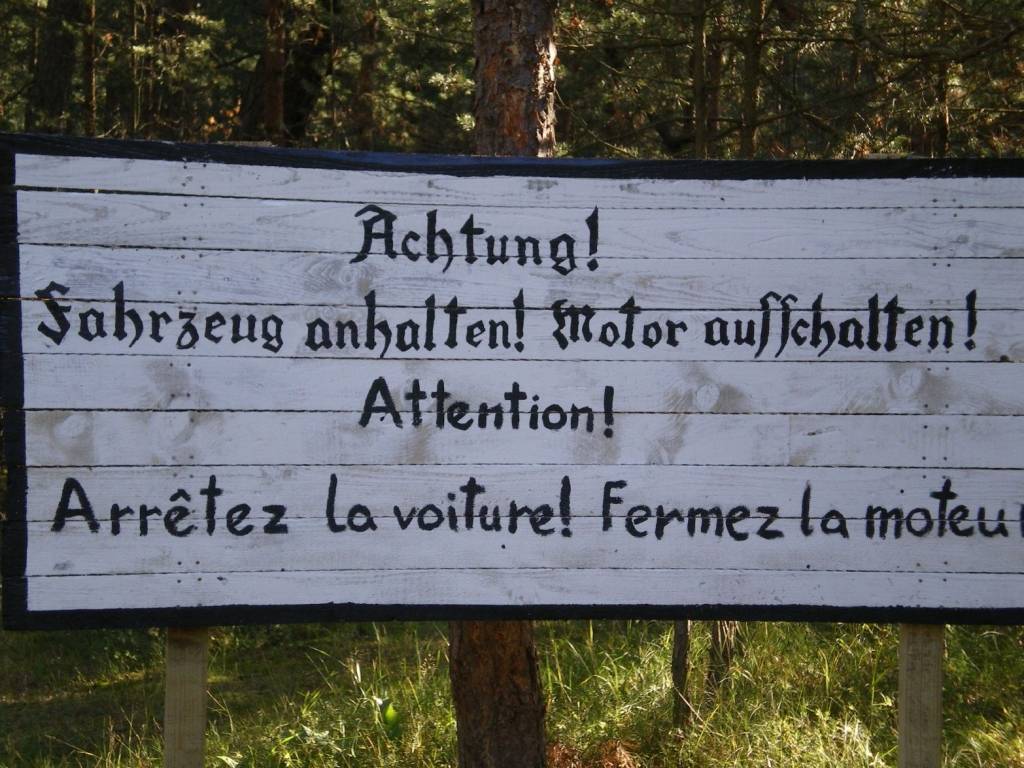 Achtung!
Fahrzeug anhalten! Motor ausschalten!
Attention!
Arrêtez la voiture! Fermez la moteu